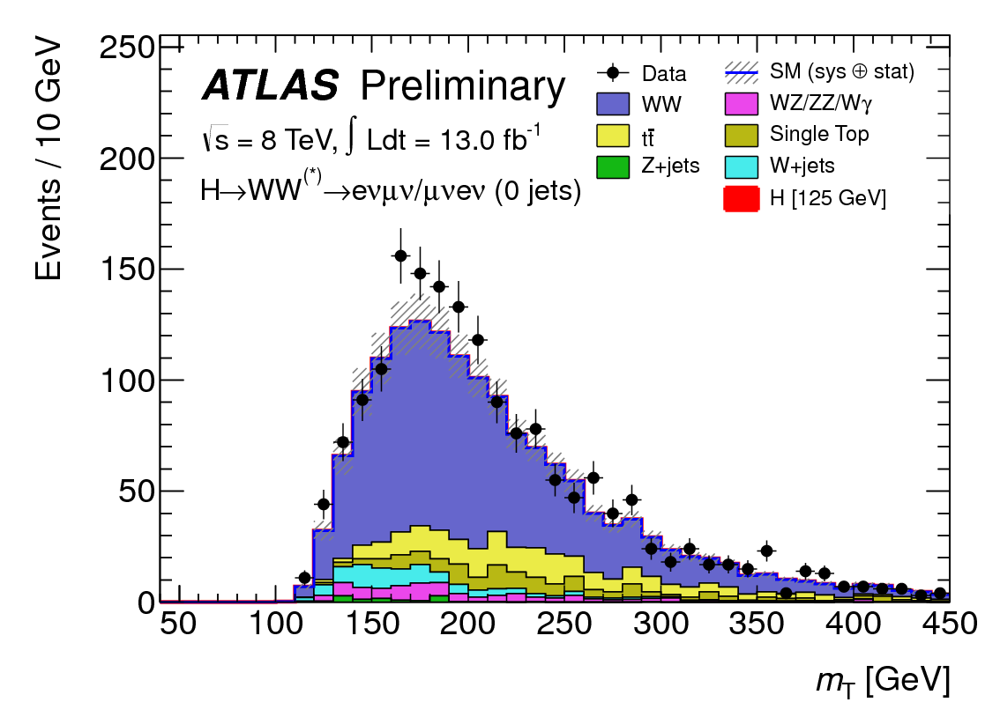 Events / 10 GeV
250
200
150
100
50
0
ATLAS Preliminary
√s = 8 TeV, ∫ Ldt = 13.0 fb⁻¹
H→WW⁽*⁾→eνμν/μνeν (0 jets)
Data
WW
tt̄
Z+jets
SM (sys ⊕ stat)
WZ/ZZ/Wγ
Single Top
W+jets
H [125 GeV]
50 100 150 200 250 300 350 400 450
m_T [GeV]